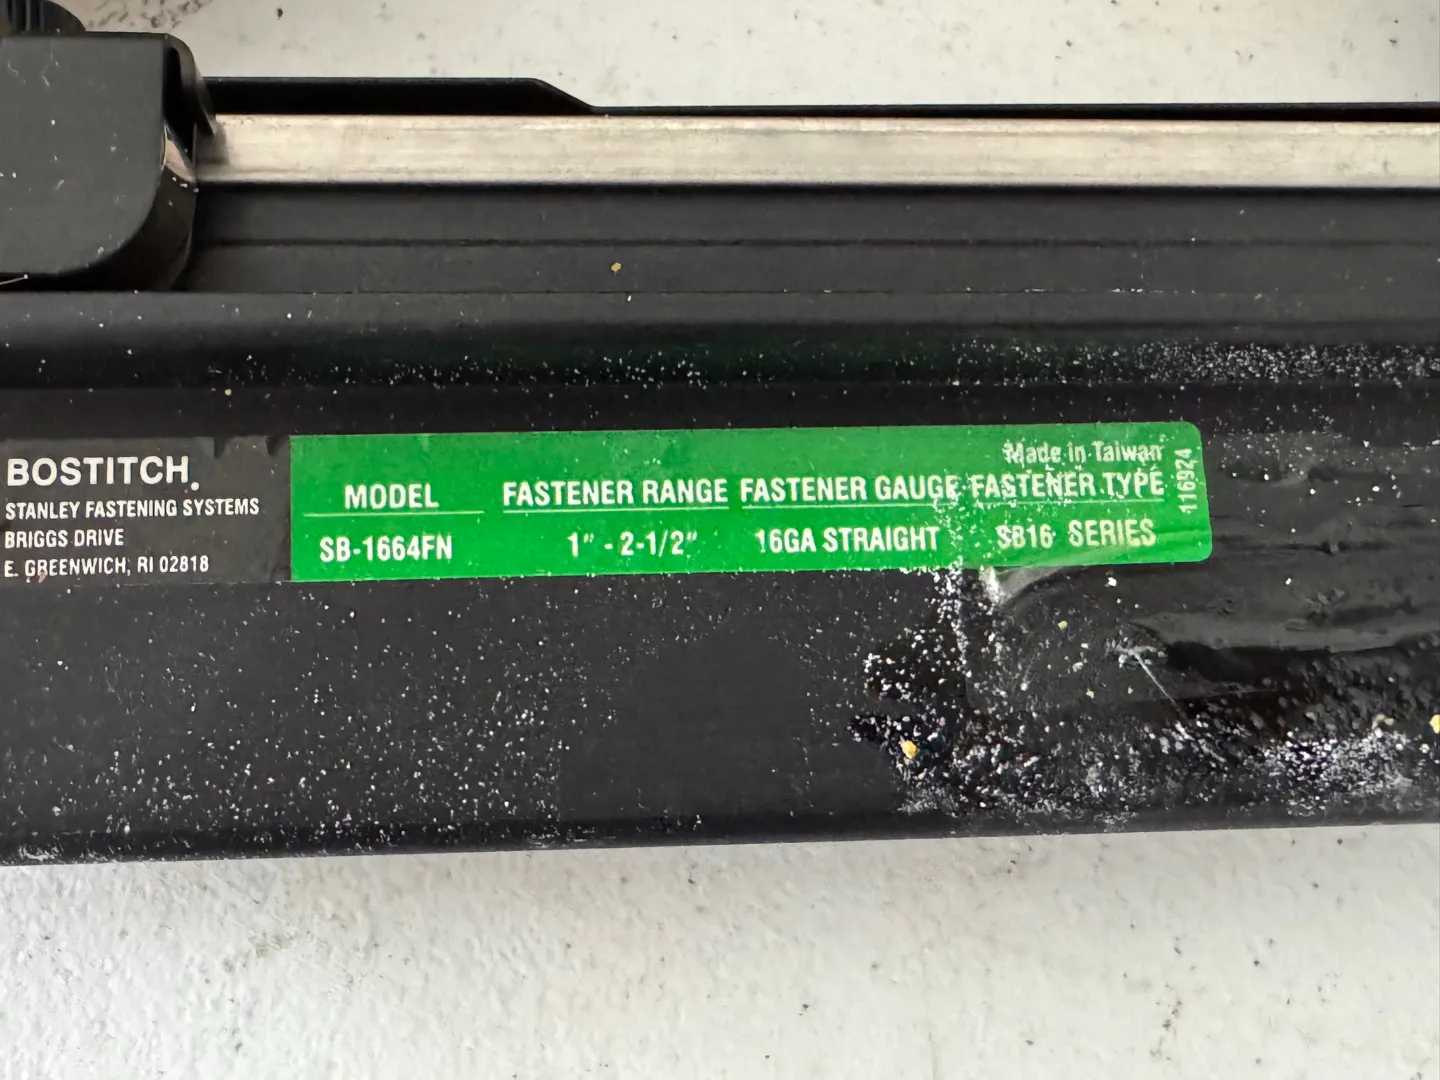 BOSTITCH.
STANLEY FASTENING SYSTEMS
BRIGGS DRIVE
E. GREENWICH, RI 02818
Made in Taiwan
MODEL FASTENER RANGE FASTENER GAUGE FASTENER TYPE
SB-1664FN 1" - 2-1/2" 16GA STRAIGHT SB16 SERIES
116924